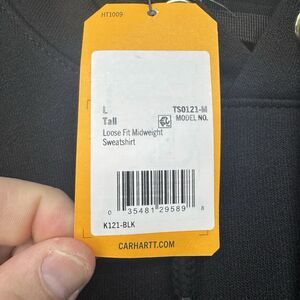 HT1009
L TS0121-M
Tall MODEL NO.
Loose Fit Midweight
Sweatshirt
0 35481 29589 8
K121-BLK
CARHARTT.COM